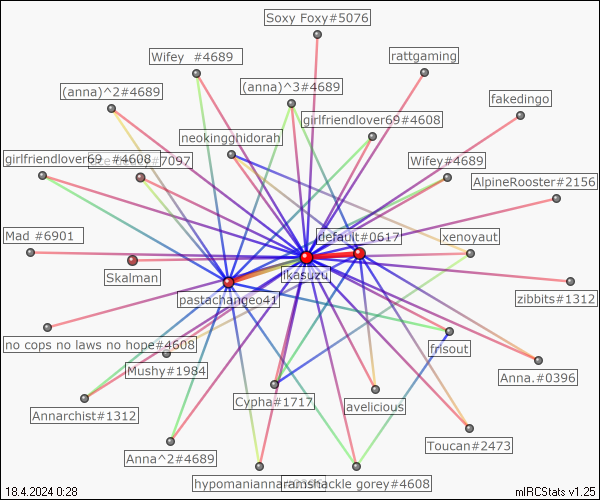 Soxy Foxy#5076
Wifey  #4689
rattgaming
(anna)^2#4689
(anna)^3#4689
fakedingo
girlfriendlover69#4608
neokingghidorah
girlfriendlover69  #4608
#7097
Wifey#4689
AlpineRooster#2156
Mad #6901
default#0617
xenoyaut
Skalman
ikasuzu
pastachangeo41
zibbits#1312
no cops no laws no hope#4608
frisout
Mushy#1984
Anna.#0396
Annarchist#1312
Cypha#1717
avelicious
Toucan#2473
Anna^2#4689
hypomaniannara
ramshackle gorey#4608
18.4.2024 0:28
mIRCStats v1.25